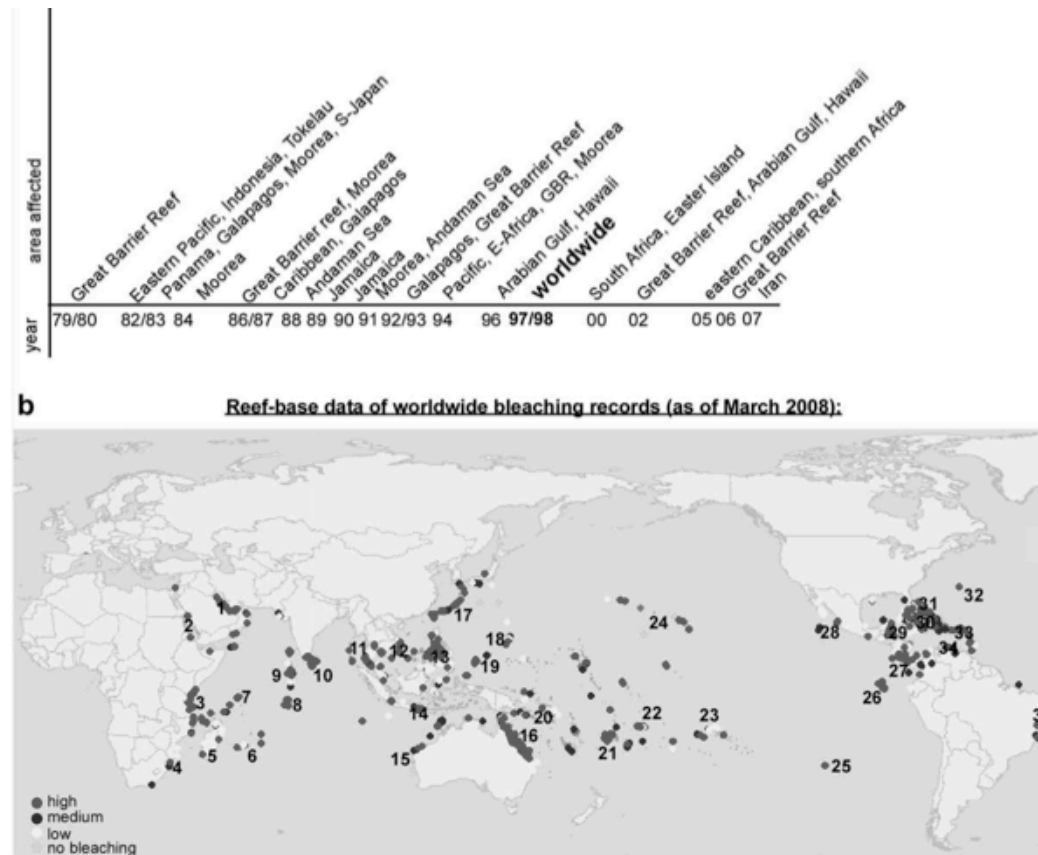 area affected
Great Barrier Reef
Eastern Pacific, Indonesia, Tokelau
Panama, Galapagos, Moorea, S-Japan
Moorea
Great Barrier reef, Moorea
Caribbean, Galapagos
Andaman Sea
Jamaica
Jamaica
Moorea, Andaman Sea
Galapagos, Great Barrier Reef
Pacific, E-Africa, GBR, Moorea
Arabian Gulf, Hawaii
worldwide
South Africa, Easter Island
Great Barrier Reef, Arabian Gulf, Hawaii
eastern Caribbean, southern Africa
Great Barrier Reef
Iran
year
79/80 82/83 84 86/87 88 89 90 91 92/93 94 96 97/98 00 02 05 06 07
b Reef-base data of worldwide bleaching records (as of March 2008):
1
2
3
4
5
6
7
8
9
10
11
12
13
14
15
16
17
18
19
20
21
22
23
24
25
26
27
28
29
30
31
32
33
34
high
medium
low
no bleaching